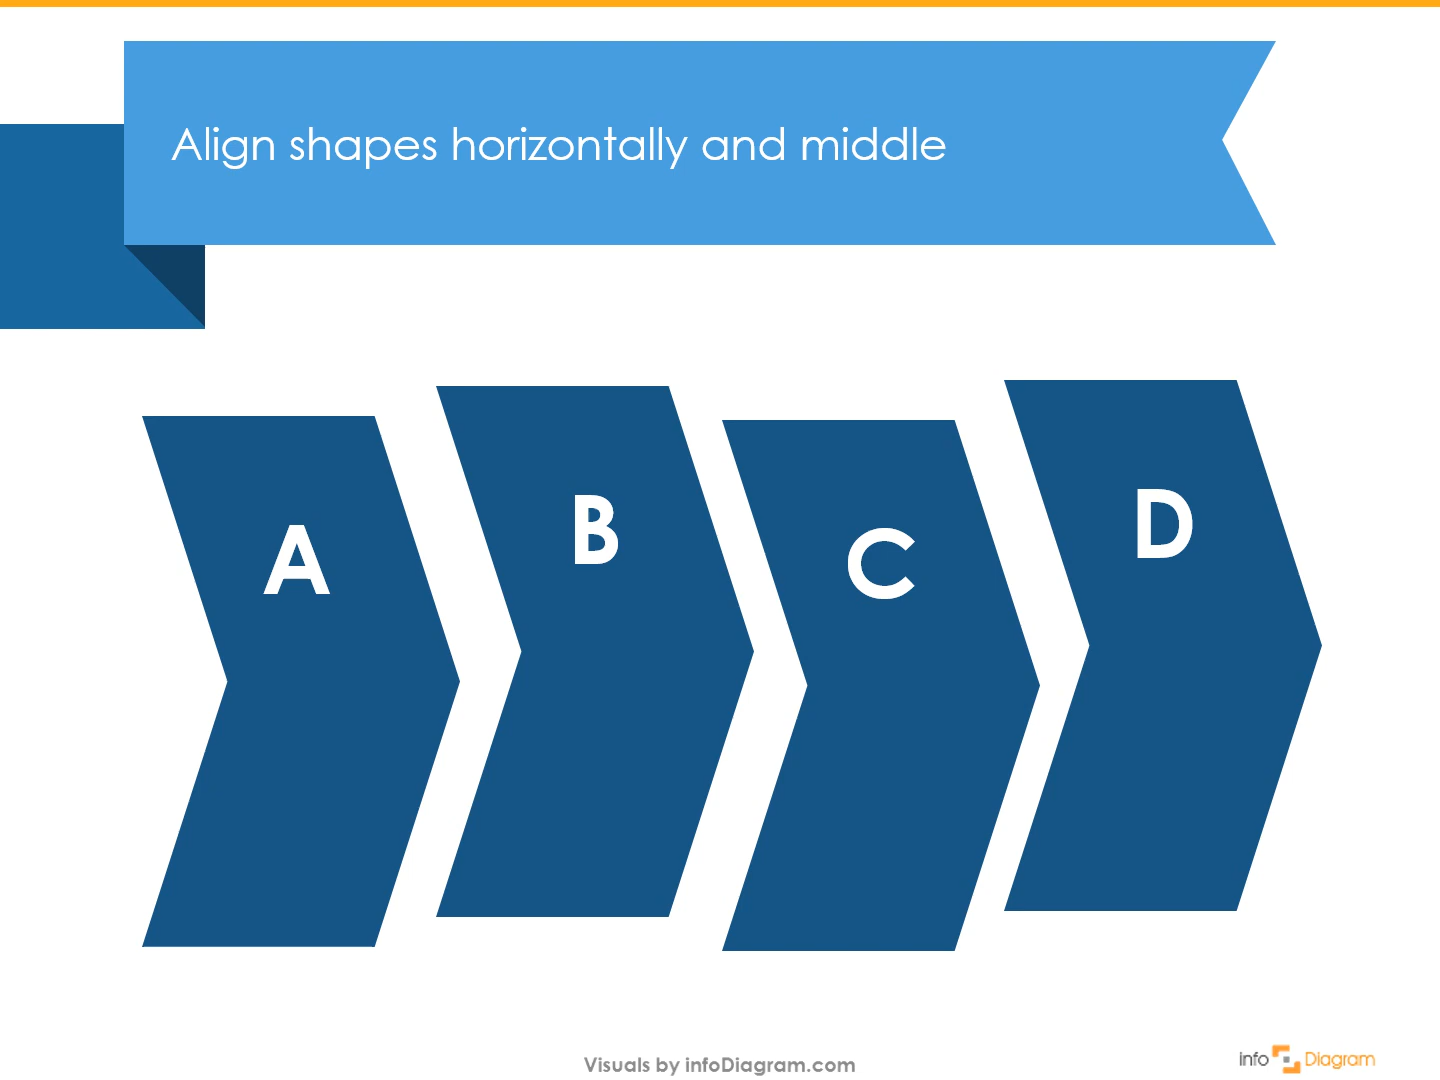 Align shapes horizontally and middle
A
B
C
D
Visuals by infoDiagram.com
info Diagram